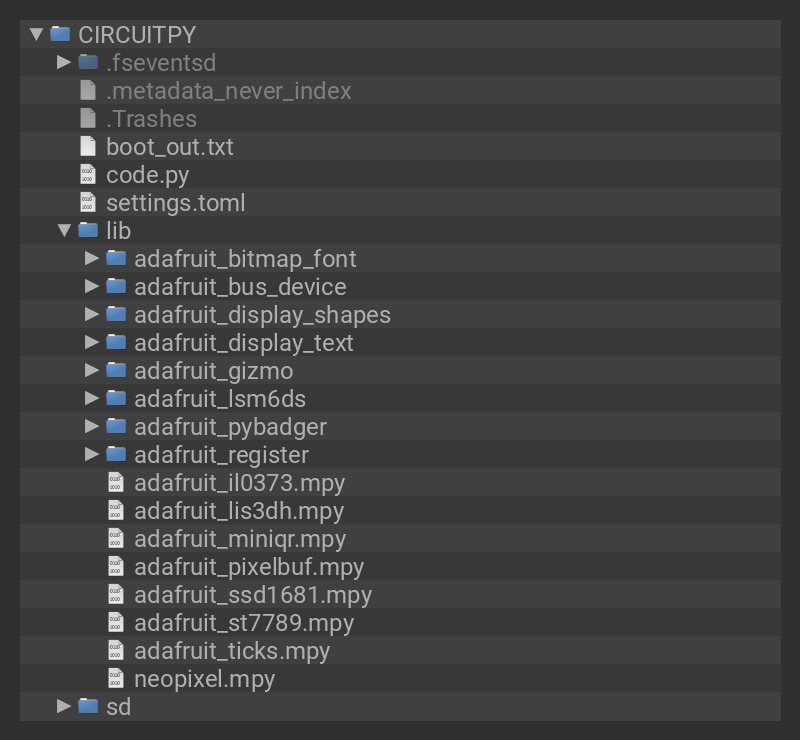 CIRCUITPY
.fseventsd
.metadata_never_index
.Trashes
boot_out.txt
code.py
settings.toml
lib
adafruit_bitmap_font
adafruit_bus_device
adafruit_display_shapes
adafruit_display_text
adafruit_gizmo
adafruit_lsm6ds
adafruit_pybadger
adafruit_register
adafruit_il0373.mpy
adafruit_lis3dh.mpy
adafruit_miniqr.mpy
adafruit_pixelbuf.mpy
adafruit_ssd1681.mpy
adafruit_st7789.mpy
adafruit_ticks.mpy
neopixel.mpy
sd